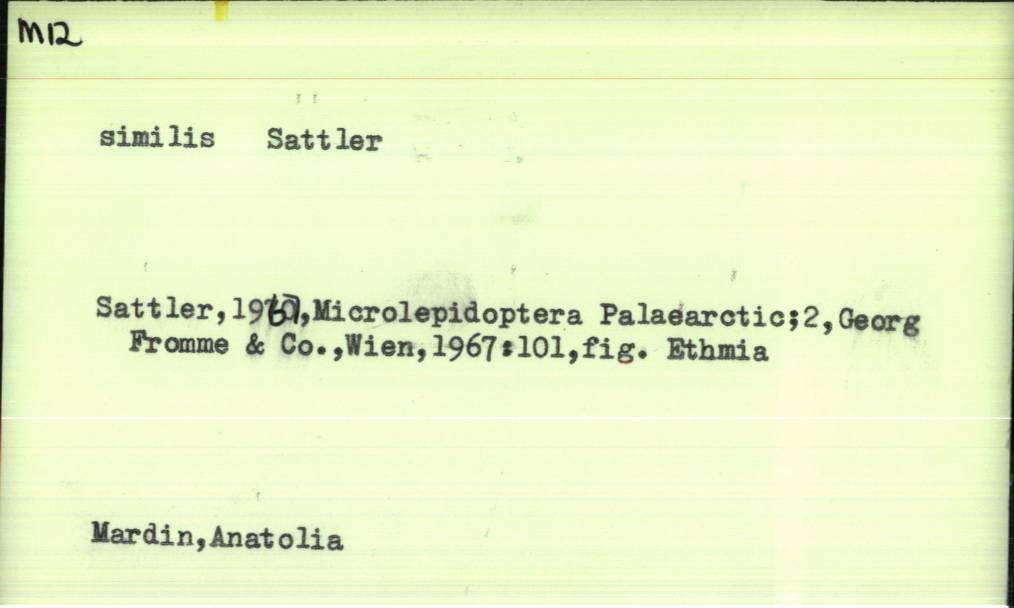 M12
similis Sattler
Sattler,1967,Microlepidoptera Palaearctic;2,Georg
Fromme & Co.,Wien,1967:101,fig. Ethmia
Mardin,Anatolia